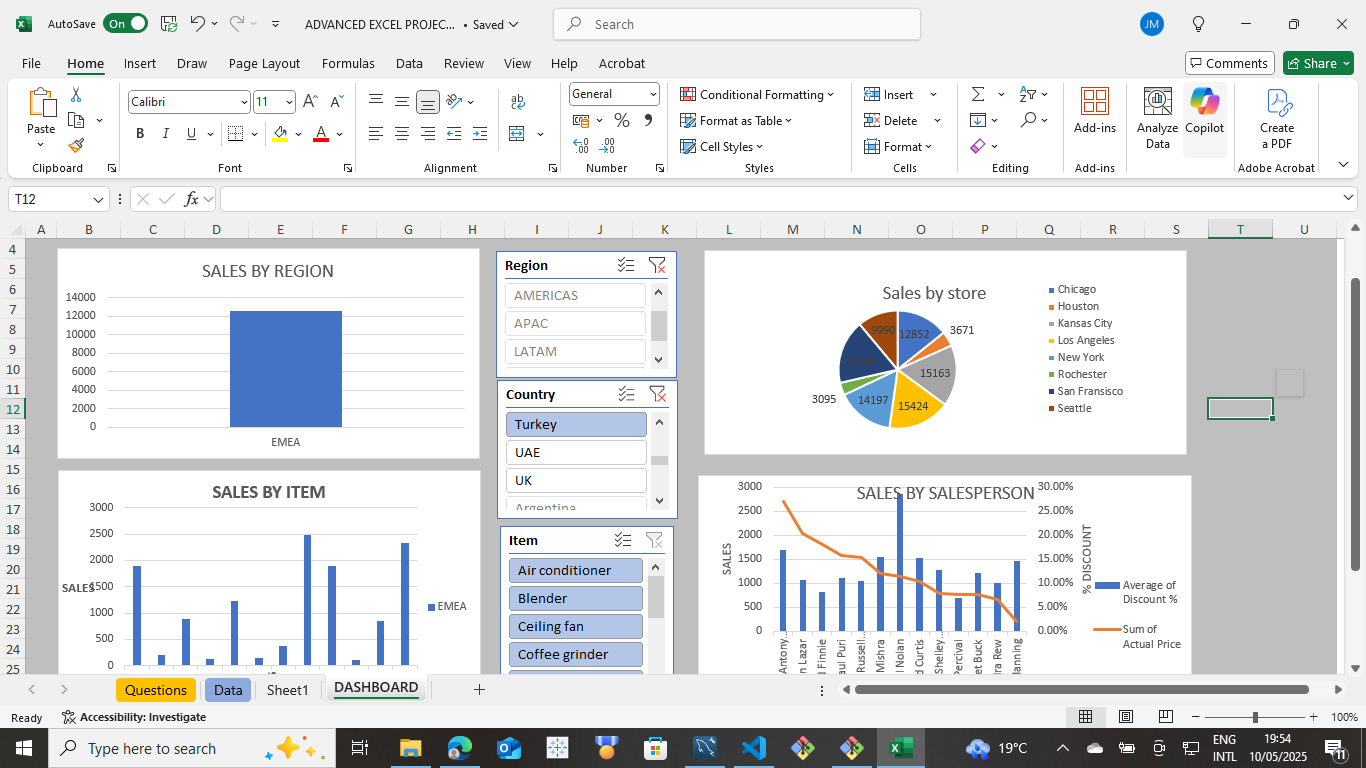 AutoSave On ADVANCED EXCEL PROJEC... • Saved Search JM
File Home Insert Draw Page Layout Formulas Data Review View Help Acrobat Comments Share
Paste Calibri 11 General Conditional Formatting Insert
Format as Table Delete Add-ins Analyze Data Copilot Create a PDF
B I U A Cell Styles Format
Clipboard Font Alignment Number Styles Cells Editing Add-ins Adobe Acrobat
T12 fx
A B C D E F G H I J K L M N O P Q R S T U
4
5
6
7
8
9
10
11
12
13
14
15
16
17
18
19
20
21
22
23
24
25
SALES BY REGION
14000
12000
10000
8000
6000
4000
2000
0
EMEA
Region
AMERICAS
APAC
LATAM
Country
Turkey
UAE
UK
Argentina
Item
Air conditioner
Blender
Ceiling fan
Coffee grinder
Sales by store
9990 12852 3671
15163
15424
14197
3095
Chicago
Houston
Kansas City
Los Angeles
New York
Rochester
San Fransisco
Seattle
SALES BY ITEM
3000
2500
2000
1500
1000
500
0
SALES
EMEA
SALES BY SALESPERSON
3000
2500
2000
1500
1000
500
0
SALES
30.00%
25.00%
20.00%
15.00%
10.00%
5.00%
0.00%
% DISCOUNT
Average of
Discount %
Sum of
Actual Price
Antony...
Lazar
Finnie
Puri
Russell...
Mishra
Nolan
Curtis
Shelley...
Percival
Buck
Rew
Questions Data Sheet1 DASHBOARD
Ready Accessibility: Investigate 100%
Type here to search 19°C ENG 19:54
INTL 10/05/2025 11